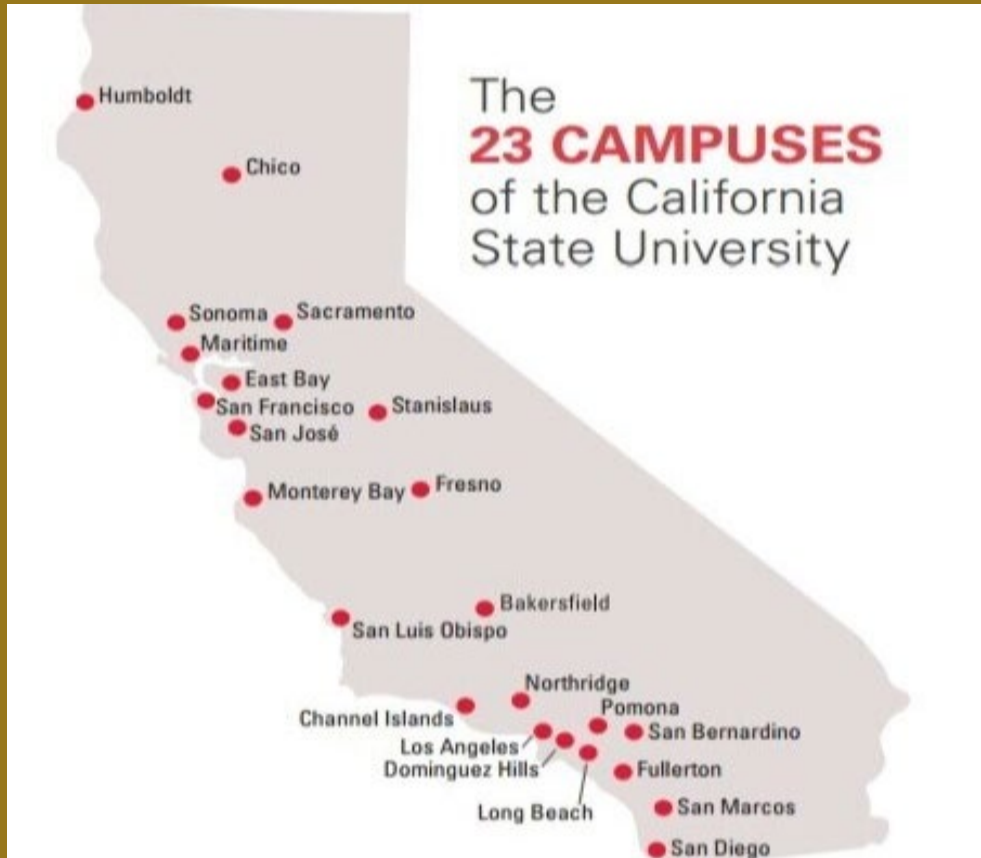 The
23 CAMPUSES
of the California
State University
Humboldt
Chico
Sonoma
Sacramento
Maritime
East Bay
San Francisco
Stanislaus
San José
Monterey Bay
Fresno
Bakersfield
San Luis Obispo
Northridge
Pomona
Channel Islands
San Bernardino
Los Angeles
Dominguez Hills
Fullerton
Long Beach
San Marcos
San Diego